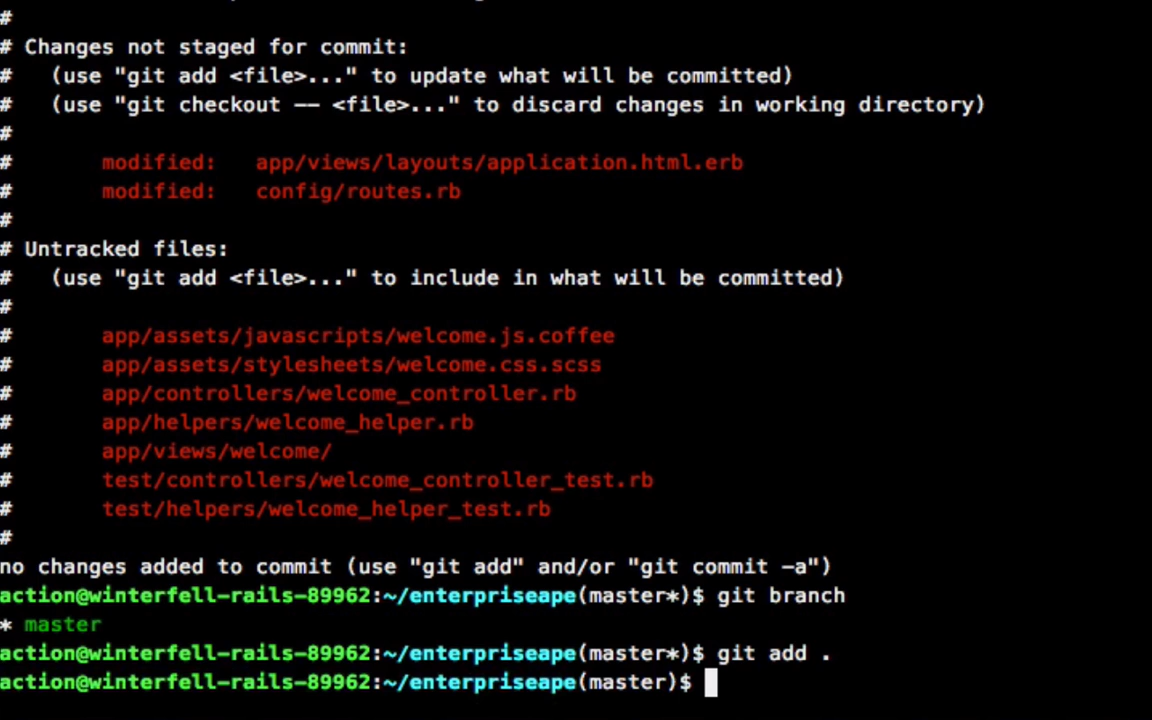 #
# Changes not staged for commit:
#   (use "git add <file>..." to update what will be committed)
#   (use "git checkout -- <file>..." to discard changes in working directory)
#
#       modified:   app/views/layouts/application.html.erb
#       modified:   config/routes.rb
#
# Untracked files:
#   (use "git add <file>..." to include in what will be committed)
#
#       app/assets/javascripts/welcome.js.coffee
#       app/assets/stylesheets/welcome.css.scss
#       app/controllers/welcome_controller.rb
#       app/helpers/welcome_helper.rb
#       app/views/welcome/
#       test/controllers/welcome_controller_test.rb
#       test/helpers/welcome_helper_test.rb
#
no changes added to commit (use "git add" and/or "git commit -a")
action@winterfell-rails-89962:~/enterpriseape(master*)$ git branch
* master
action@winterfell-rails-89962:~/enterpriseape(master*)$ git add .
action@winterfell-rails-89962:~/enterpriseape(master)$